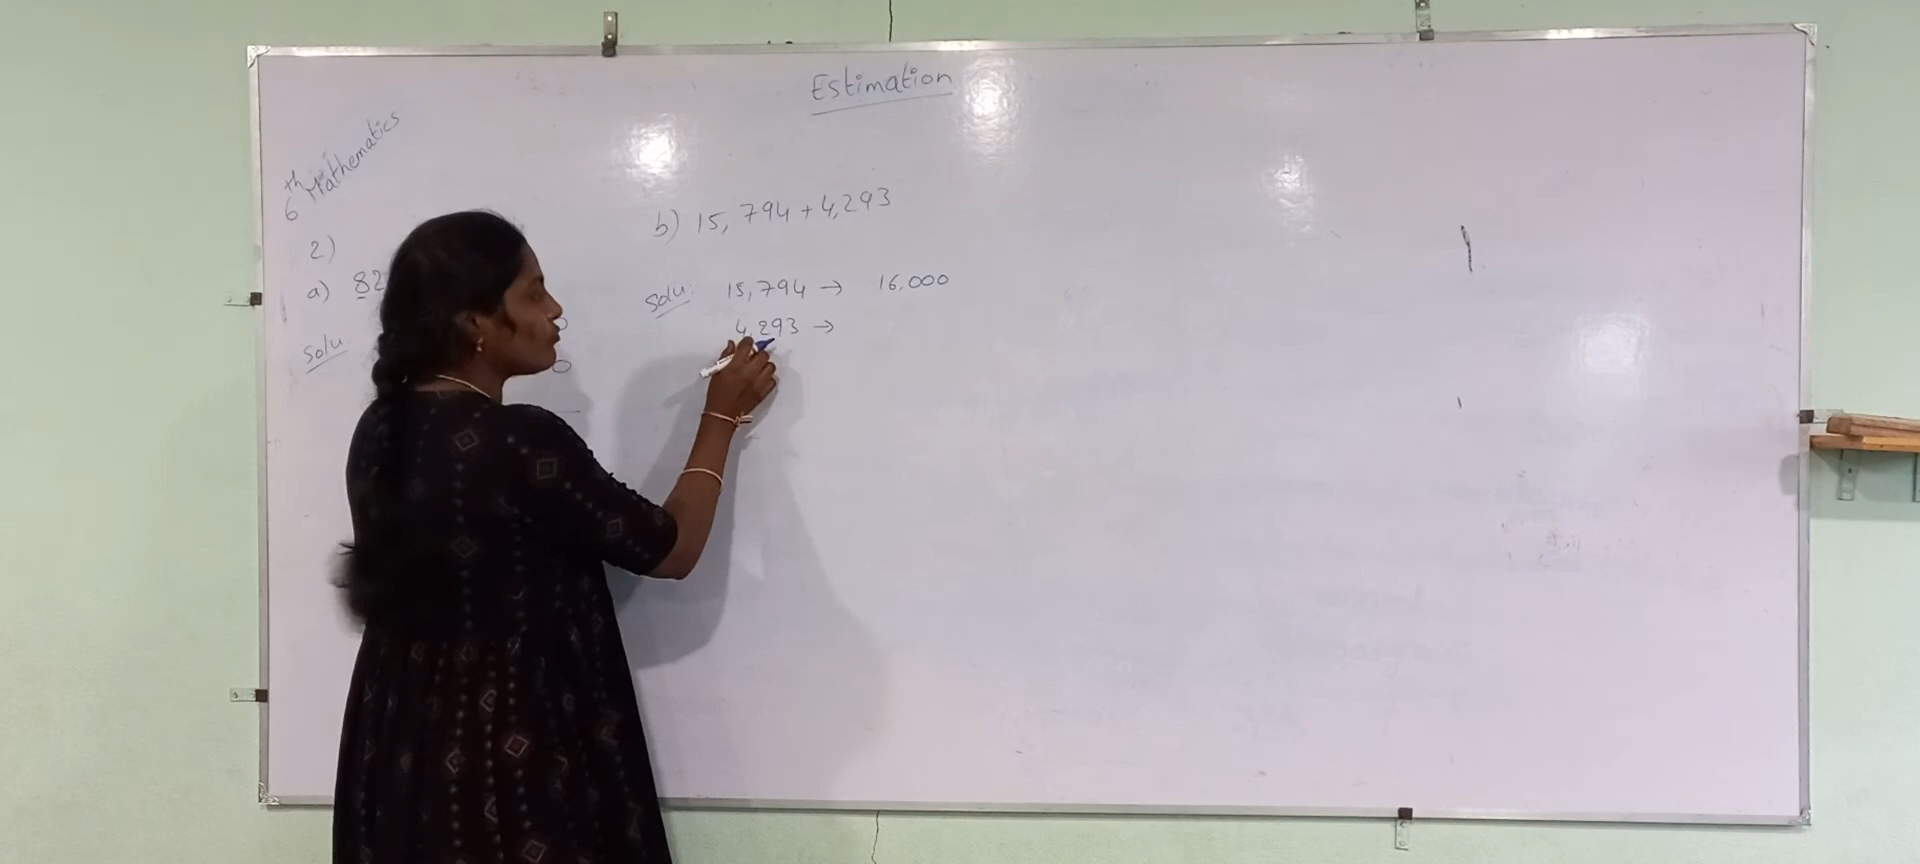 Estimation
6th Mathematics
2)
a) 82
Solu.
b) 15,794 + 4,293
Solu: 15,794 → 16,000
4,293 →